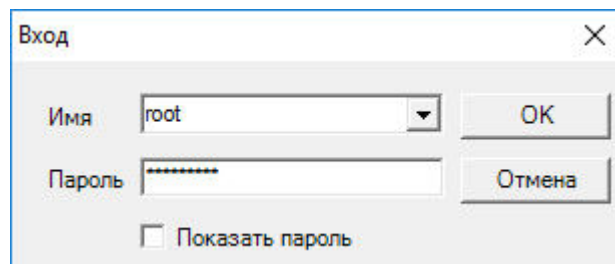 Вход
Имя root OK
Пароль ********* Отмена
Показать пароль